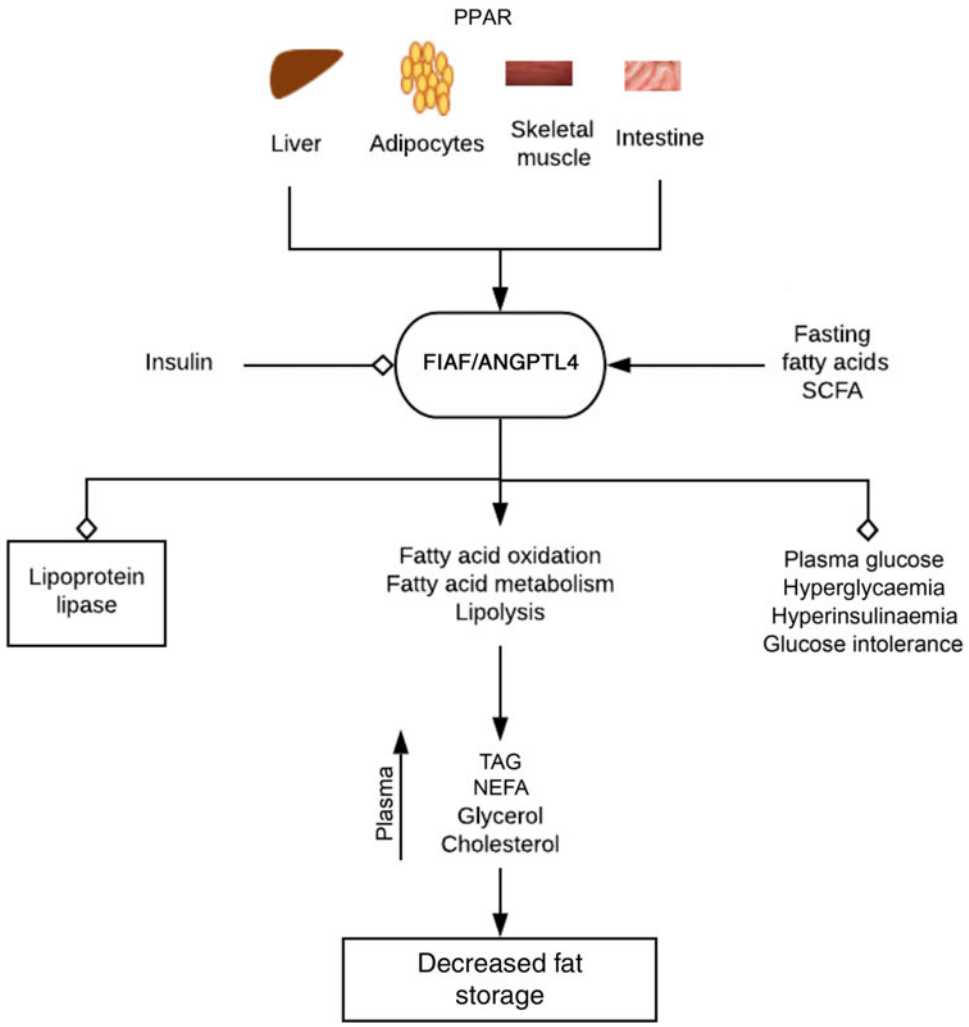 PPAR
Liver
Adipocytes
Skeletal
muscle
Intestine
Insulin
FIAF/ANGPTL4
Fasting
fatty acids
SCFA
Lipoprotein
lipase
Fatty acid oxidation
Fatty acid metabolism
Lipolysis
Plasma glucose
Hyperglycaemia
Hyperinsulinaemia
Glucose intolerance
Plasma
TAG
NEFA
Glycerol
Cholesterol
Decreased fat
storage